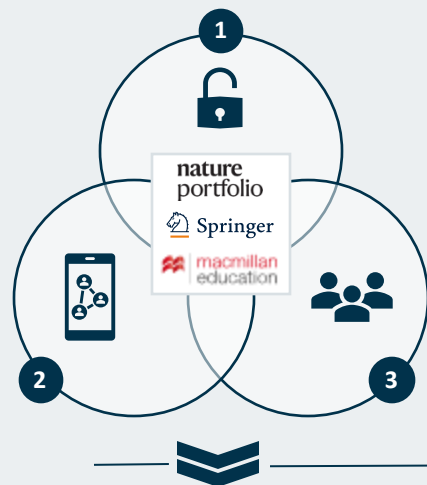 1
nature
portfolio
Springer
macmillan
education
2
3